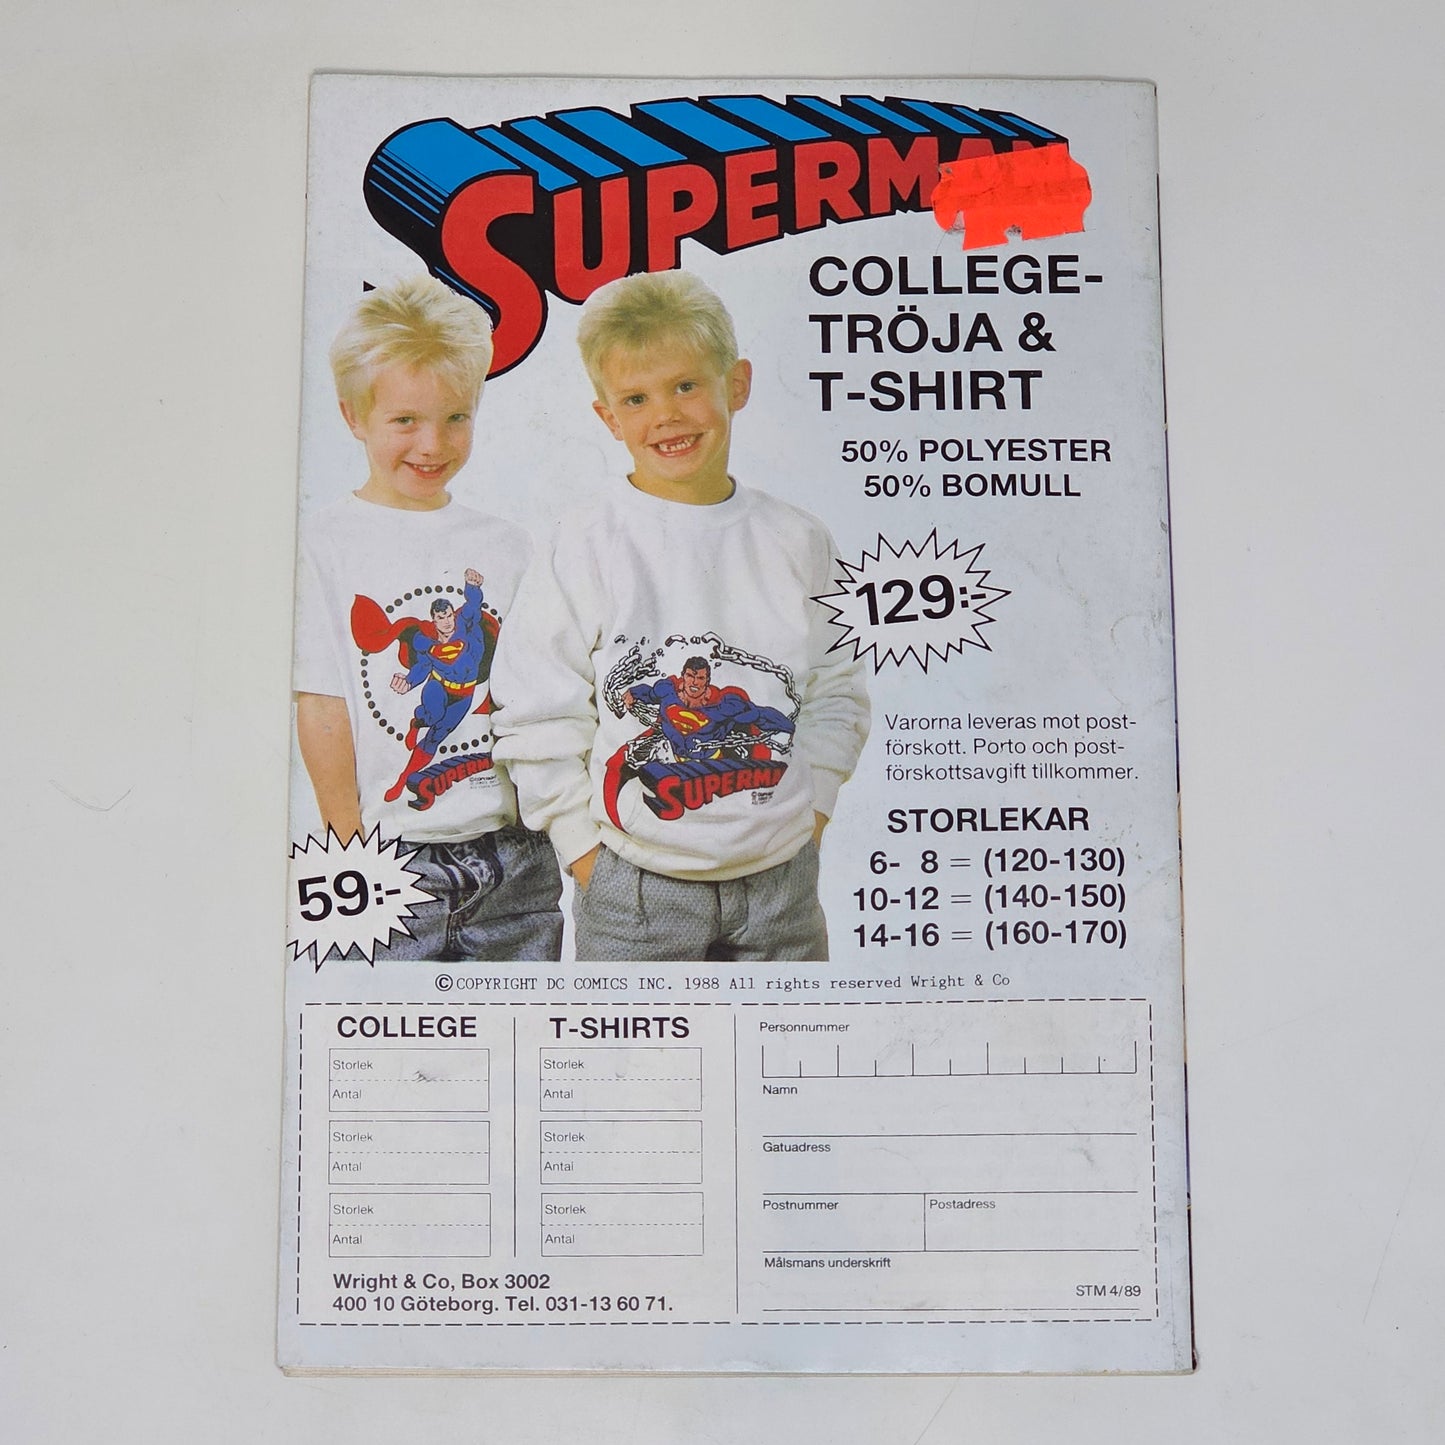 SUPERMAN
COLLEGE-
TRÖJA &
T-SHIRT
50% POLYESTER
50% BOMULL
129:-
SUPERMAN
SUPERMA
Varorna leveras mot post-
förskott. Porto och post-
förskottsavgift tillkommer.
STORLEKAR
6- 8 = (120-130)
10-12 = (140-150)
14-16 = (160-170)
59:-
©COPYRIGHT DC COMICS INC. 1988 All rights reserved Wright & Co
COLLEGE
Storlek
Antal
Storlek
Antal
Storlek
Antal
T-SHIRTS
Storlek
Antal
Storlek
Antal
Storlek
Antal
Wright & Co, Box 3002
400 10 Göteborg. Tel. 031-13 60 71.
Personnummer
Namn
Gatuadress
Postnummer Postadress
Målsmans underskrift
STM 4/89